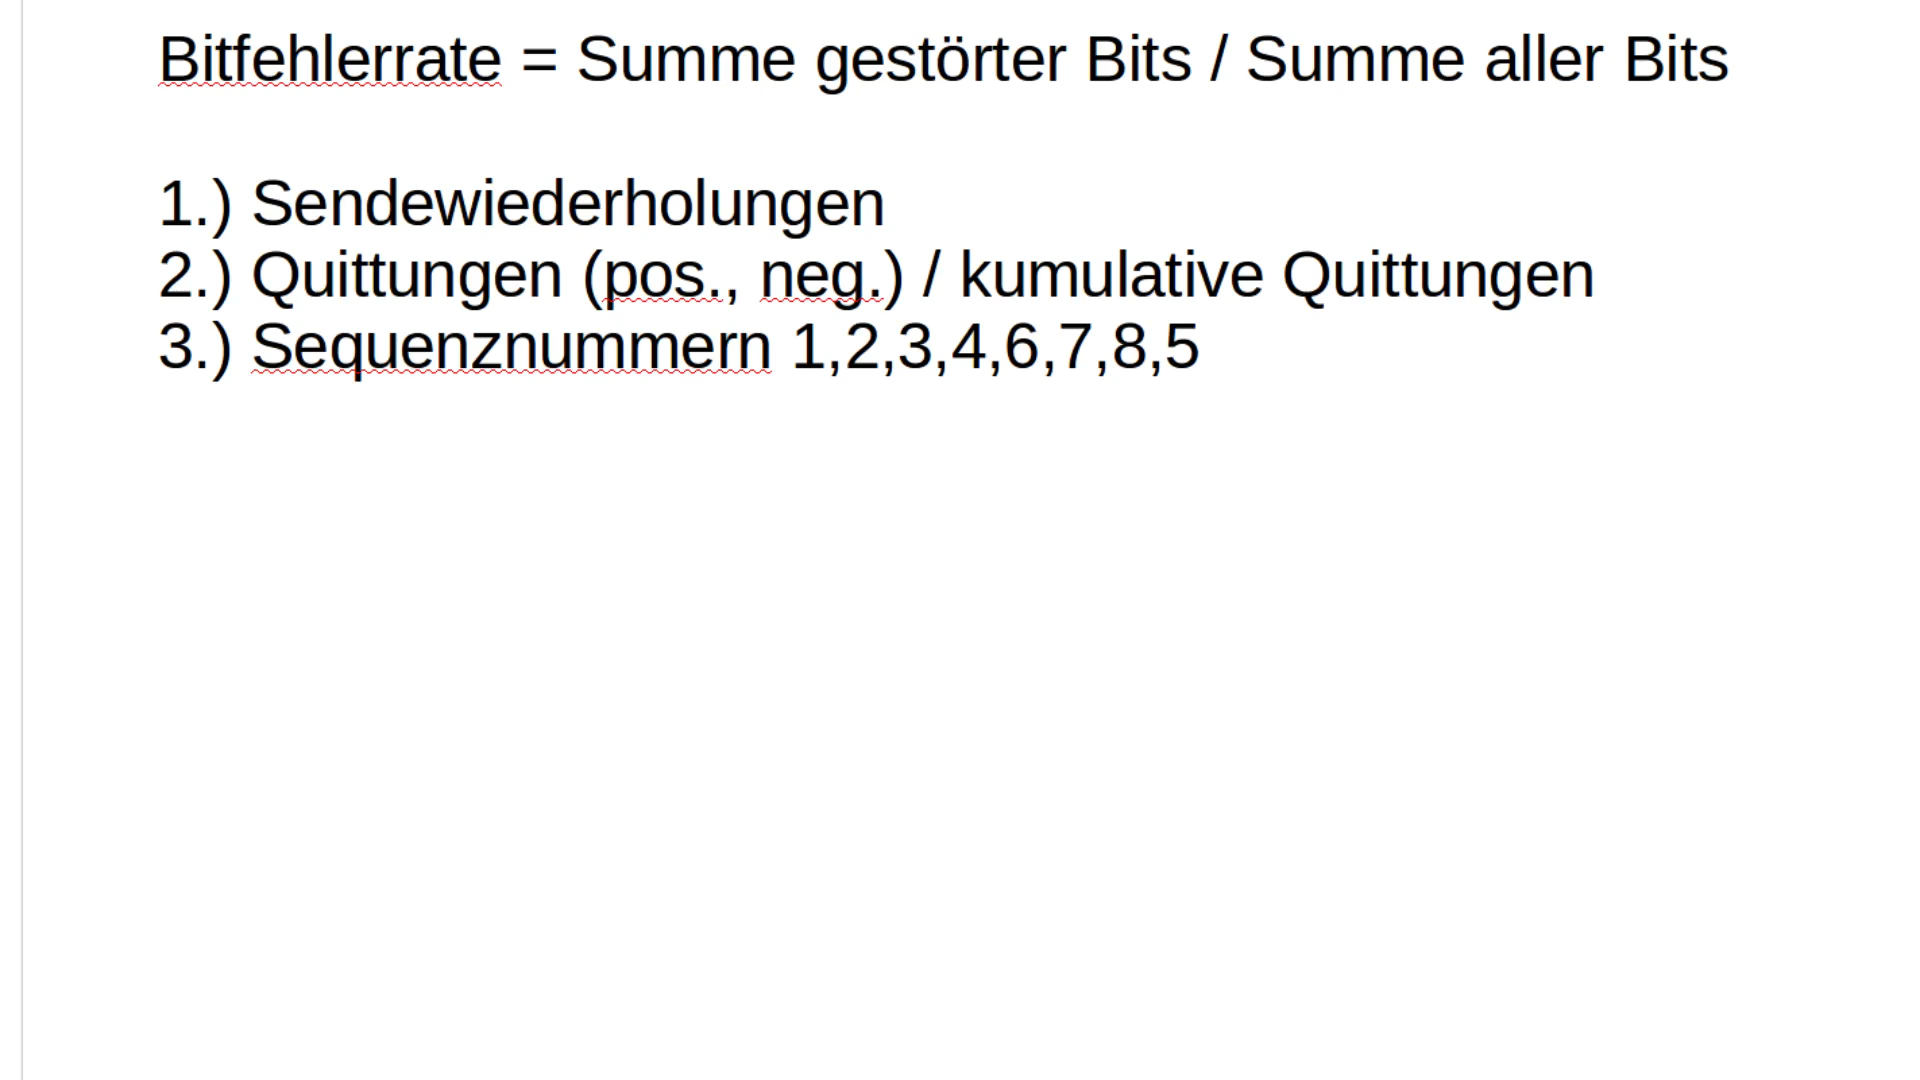 Bitfehlerrate = Summe gestörter Bits / Summe aller Bits
1.) Sendewiederholungen
2.) Quittungen (pos., neg.) / kumulative Quittungen
3.) Sequenznummern 1,2,3,4,6,7,8,5